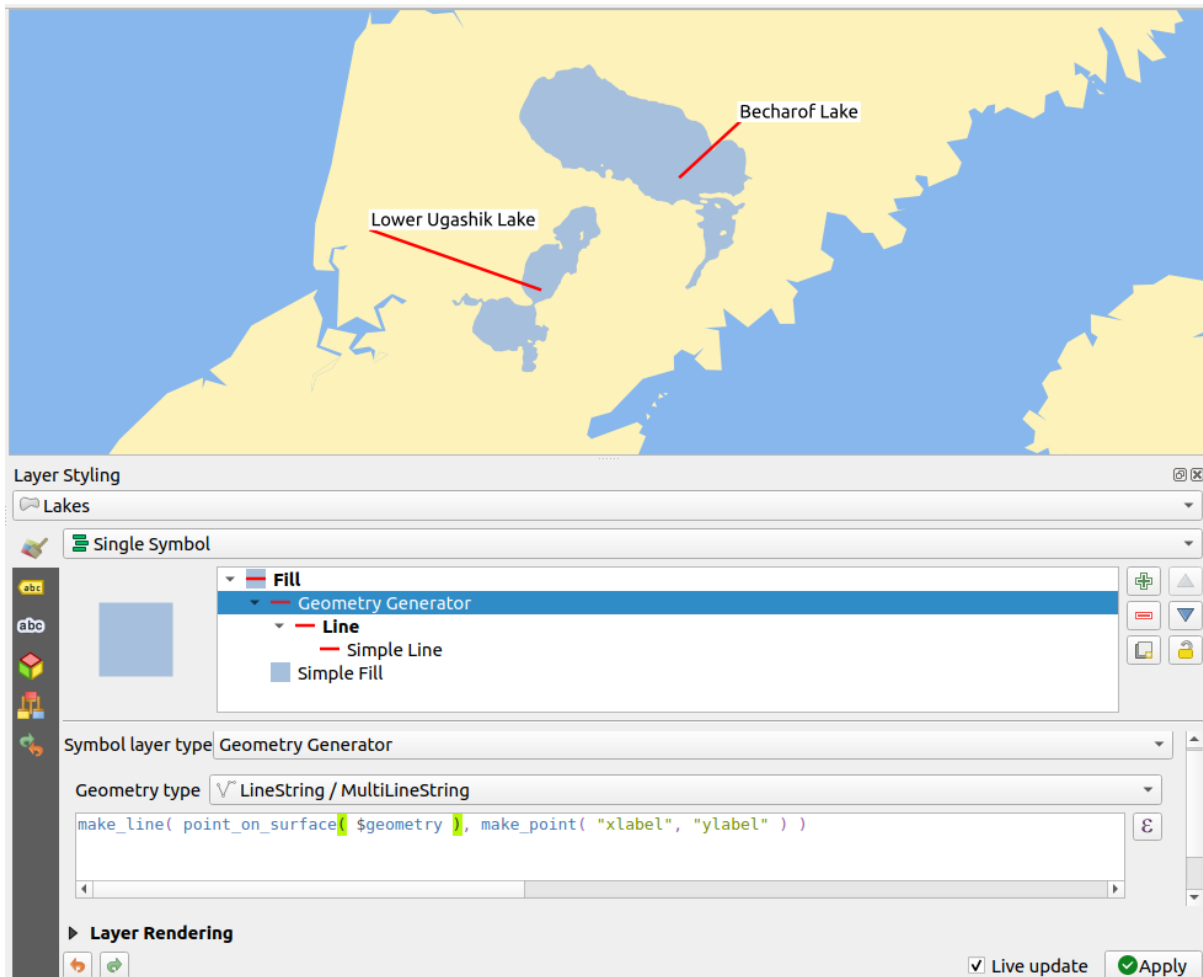 Becharof Lake
Lower Ugashik Lake
Layer Styling
Lakes
Single Symbol
abc
abc
Fill
Geometry Generator
Line
Simple Line
Simple Fill
Symbol layer type Geometry Generator
Geometry type LineString / MultiLineString
make_line( point_on_surface( $geometry ), make_point( "xlabel", "ylabel" ) )
ε
Layer Rendering
Live update Apply